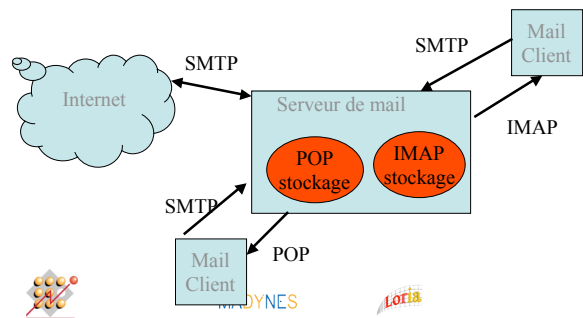 SMTP
Mail
Client
SMTP
Internet
Serveur de mail
IMAP
POP
stockage
IMAP
stockage
SMTP
POP
Mail
Client
MADYNES
Loria